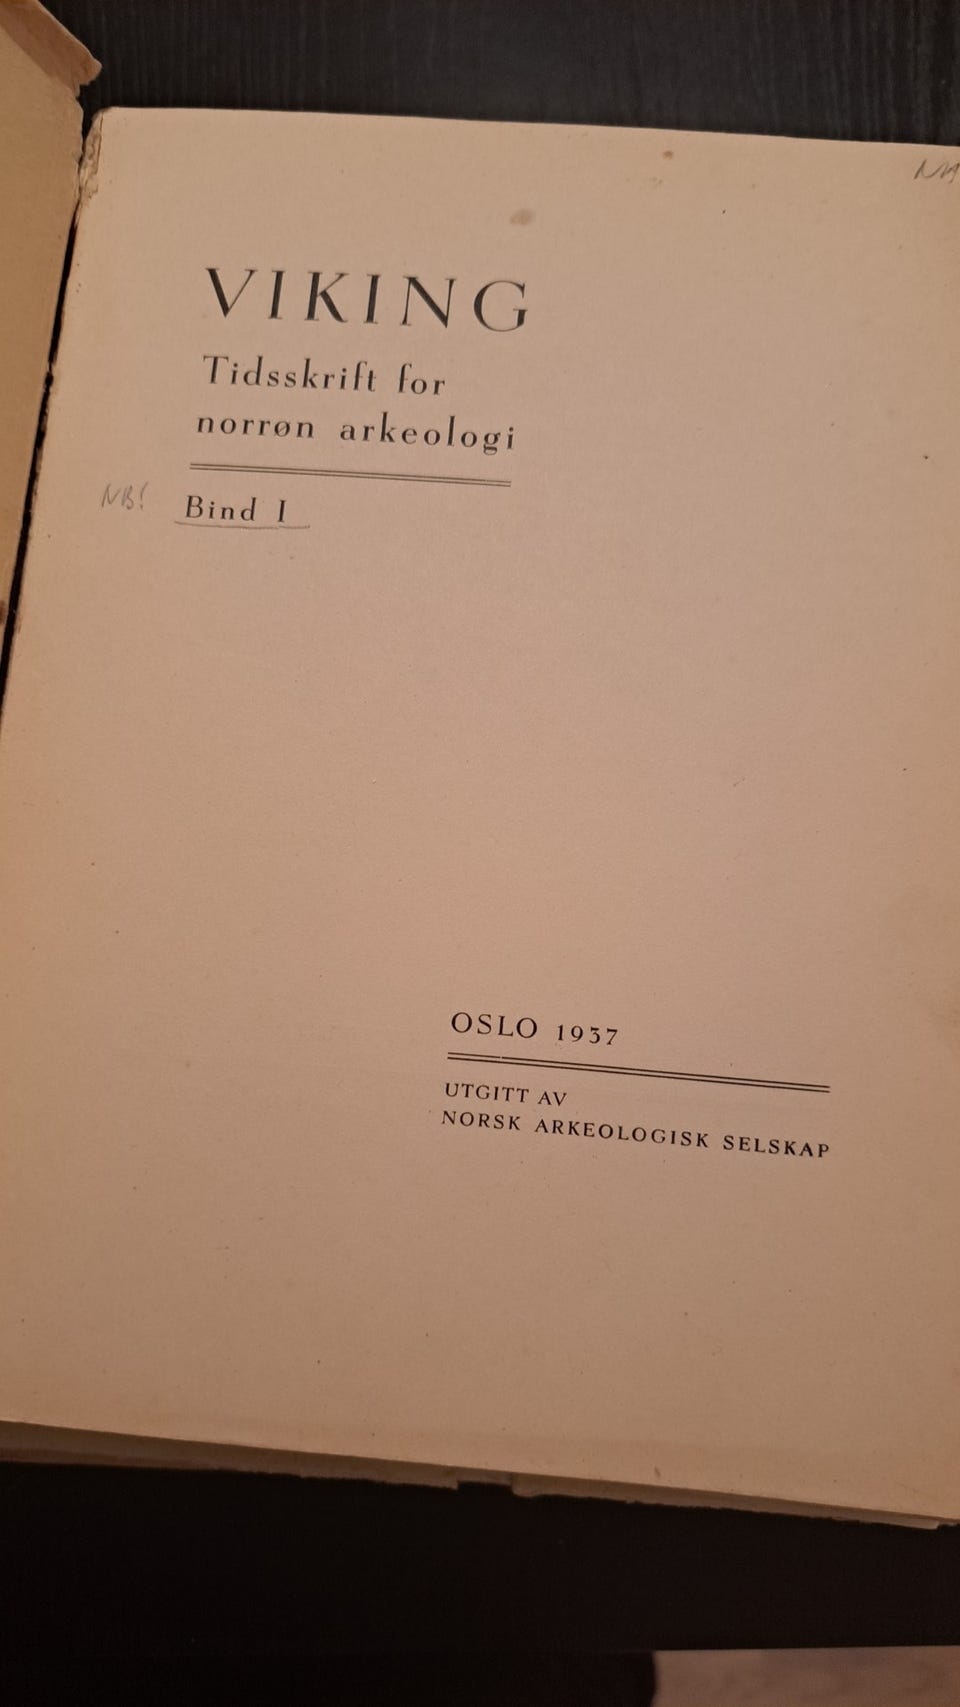 VIKING
Tidsskrift for
norrøn arkeologi
NB! Bind I
OSLO 1937
UTGITT AV
NORSK ARKEOLOGISK SELSKAP